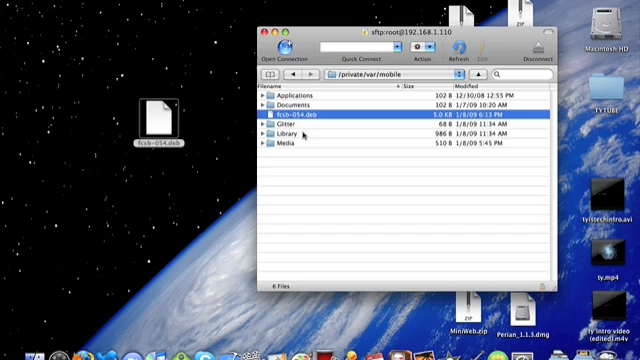 sftp:root@192.168.1.110
Open Connection
Quick Connect
Action
Refresh
Edit
Disconnect
/private/var/mobile
Filename
Size
Modified
Applications 102 B 12/30/08 12:55 PM
Documents 102 B 1/7/09 10:20 AM
fcsb-054.deb 5.0 KB 1/8/09 6:13 PM
Glitter 68 B 1/8/09 11:34 AM
Library 986 B 1/8/09 11:34 AM
Media 510 B 1/8/09 5:45 PM
6 Files
fcsb-054.deb
Macintosh HD
TYTUBE
tyistechintro.avi
ty.mp4
ZIP
MiniWeb.zip
Perian_1.1.3.dmg
ty intro video
(edited).m4v
ZIP